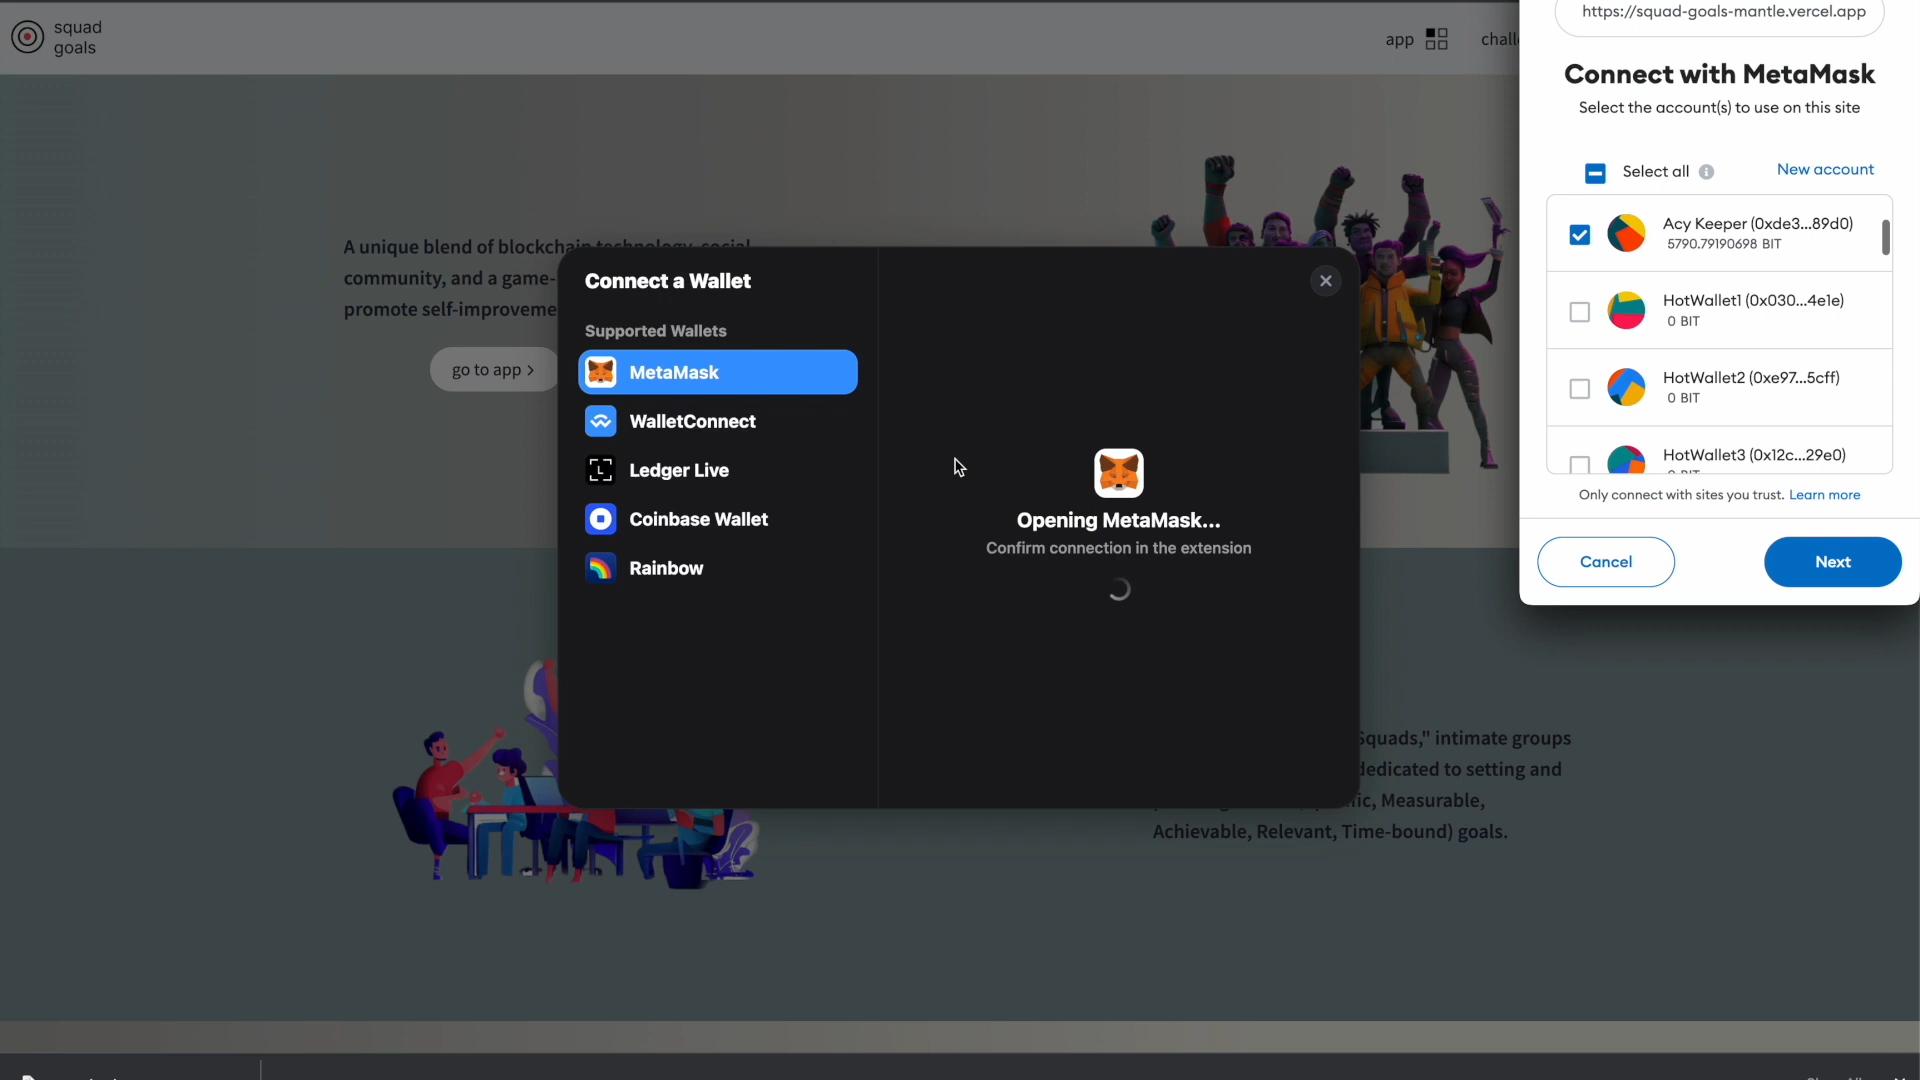 squad
goals
app
chall
A unique blend of blockchain technology, social
community, and a game-
promote self-improveme
go to app >
Connect a Wallet
Supported Wallets
MetaMask
WalletConnect
Ledger Live
Coinbase Wallet
Rainbow
Opening MetaMask...
Confirm connection in the extension
https://squad-goals-mantle.vercel.app
Connect with MetaMask
Select the account(s) to use on this site
Select all
New account
Acy Keeper (0xde3...89d0)
5790.79190698 BIT
HotWallet1 (0x030...4e1e)
0 BIT
HotWallet2 (0xe97...5cff)
0 BIT
HotWallet3 (0x12c...29e0)
0 BIT
Only connect with sites you trust. Learn more
Cancel
Next
Squads," intimate groups
dedicated to setting and
Measurable,
Achievable, Relevant, Time-bound) goals.